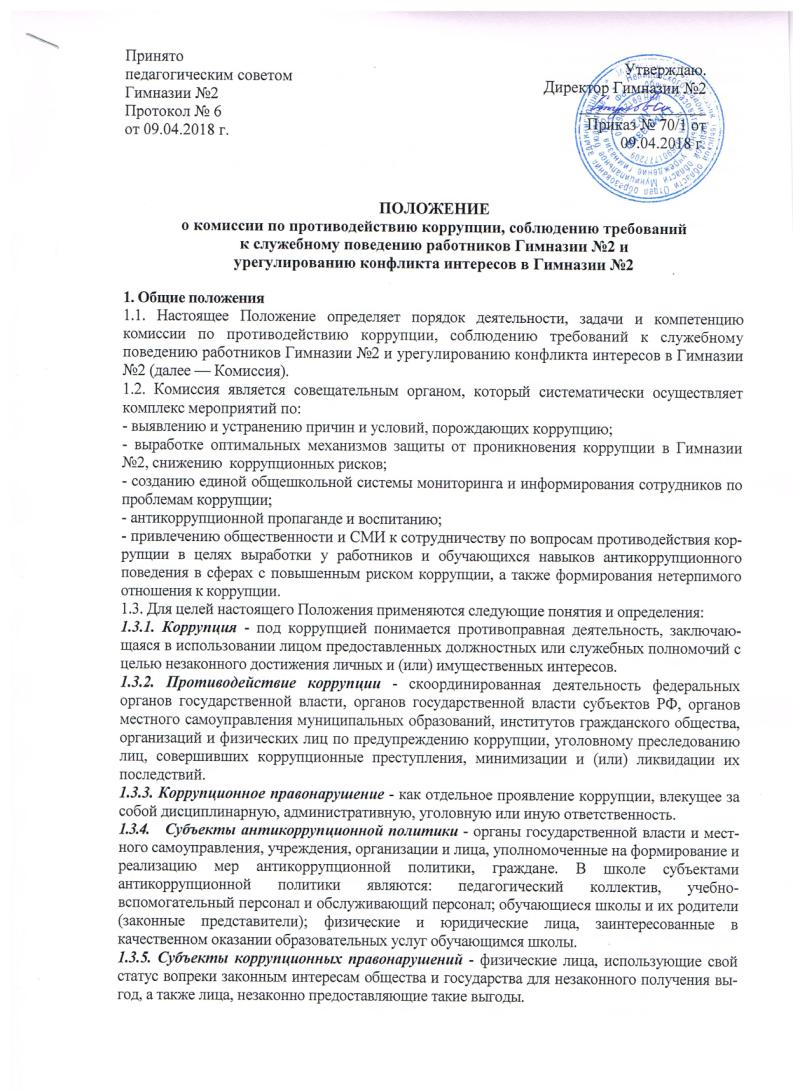 Принято
педагогическим советом
Гимназии №2
Протокол № 6
от 09.04.2018 г.
Утверждаю.
Директор Гимназии №2
Приказ № 70/1 от
09.04.2018 г.
ПОЛОЖЕНИЕ
о комиссии по противодействию коррупции, соблюдению требований
к служебному поведению работников Гимназии №2 и
урегулированию конфликта интересов в Гимназии №2
1. Общие положения
1.1. Настоящее Положение определяет порядок деятельности, задачи и компетенцию
комиссии по противодействию коррупции, соблюдению требований к служебному
поведению работников Гимназии №2 и урегулированию конфликта интересов в Гимназии
№2 (далее — Комиссия).
1.2. Комиссия является совещательным органом, который систематически осуществляет
комплекс мероприятий по:
- выявлению и устранению причин и условий, порождающих коррупцию;
- выработке оптимальных механизмов защиты от проникновения коррупции в Гимназии
№2, снижению коррупционных рисков;
- созданию единой общешкольной системы мониторинга и информирования сотрудников по
проблемам коррупции;
- антикоррупционной пропаганде и воспитанию;
- привлечению общественности и СМИ к сотрудничеству по вопросам противодействия кор-
рупции в целях выработки у работников и обучающихся навыков антикоррупционного
поведения в сферах с повышенным риском коррупции, а также формирования нетерпимого
отношения к коррупции.
1.3. Для целей настоящего Положения применяются следующие понятия и определения:
1.3.1. Коррупция - под коррупцией понимается противоправная деятельность, заключаю-
щаяся в использовании лицом предоставленных должностных или служебных полномочий с
целью незаконного достижения личных и (или) имущественных интересов.
1.3.2. Противодействие коррупции - скоординированная деятельность федеральных
органов государственной власти, органов государственной власти субъектов РФ, органов
местного самоуправления муниципальных образований, институтов гражданского общества,
организаций и физических лиц по предупреждению коррупции, уголовному преследованию
лиц, совершивших коррупционные преступления, минимизации и (или) ликвидации их
последствий.
1.3.3. Коррупционное правонарушение - как отдельное проявление коррупции, влекущее за
собой дисциплинарную, административную, уголовную или иную ответственность.
1.3.4. Субъекты антикоррупционной политики - органы государственной власти и мест-
ного самоуправления, учреждения, организации и лица, уполномоченные на формирование и
реализацию мер антикоррупционной политики, граждане. В школе субъектами
антикоррупционной политики являются: педагогический коллектив, учебно-
вспомогательный персонал и обслуживающий персонал; обучающиеся школы и их родители
(законные представители); физические и юридические лица, заинтересованные в
качественном оказании образовательных услуг обучающимся школы.
1.3.5. Субъекты коррупционных правонарушений - физические лица, использующие свой
статус вопреки законным интересам общества и государства для незаконного получения вы-
год, а также лица, незаконно предоставляющие такие выгоды.